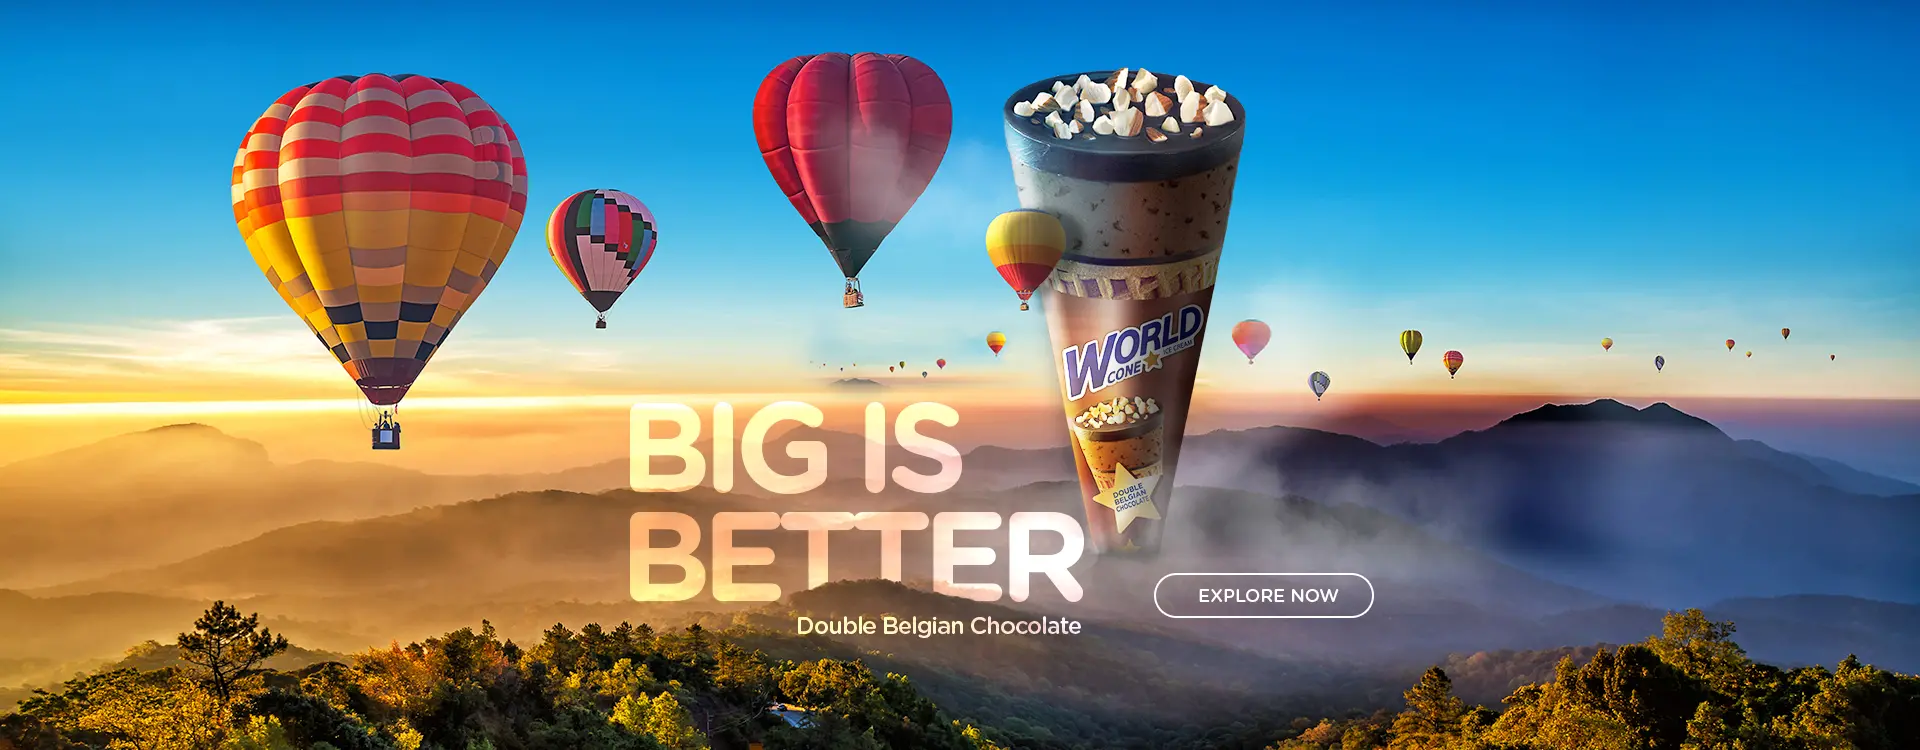 WORLD
CONE
ICE CREAM
DOUBLE
BELGIAN
CHOCOLATE
BIG IS
BETTER
Double Belgian Chocolate
EXPLORE NOW